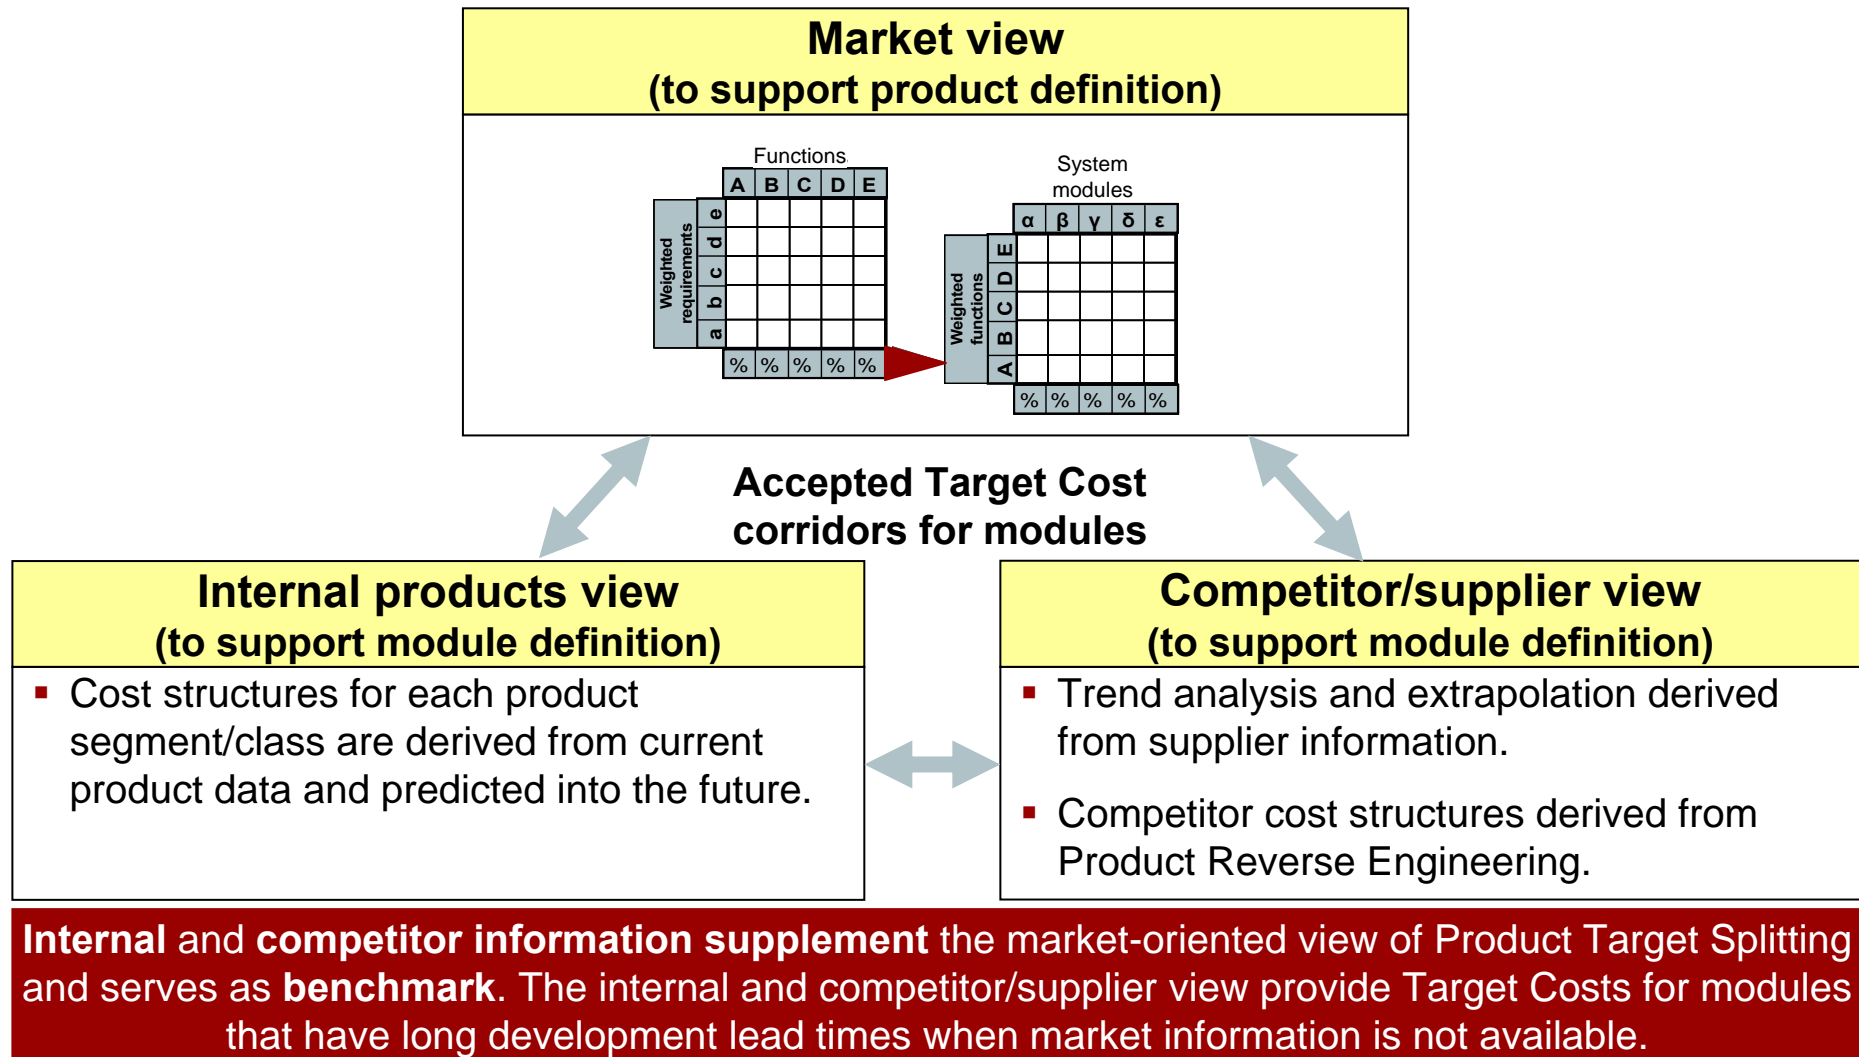 Market view
(to support product definition)
Functions
A B C D E
Weighted
requirements
e
d
c
b
a
% % % % %
System
modules
α β γ δ ε
Weighted
functions
E
D
C
B
A
% % % % %
Accepted Target Cost
corridors for modules
Internal products view
(to support module definition)
▪ Cost structures for each product
segment/class are derived from current
product data and predicted into the future.
Competitor/supplier view
(to support module definition)
▪ Trend analysis and extrapolation derived
from supplier information.
▪ Competitor cost structures derived from
Product Reverse Engineering.
Internal and competitor information supplement the market-oriented view of Product Target Splitting
and serves as benchmark. The internal and competitor/supplier view provide Target Costs for modules
that have long development lead times when market information is not available.